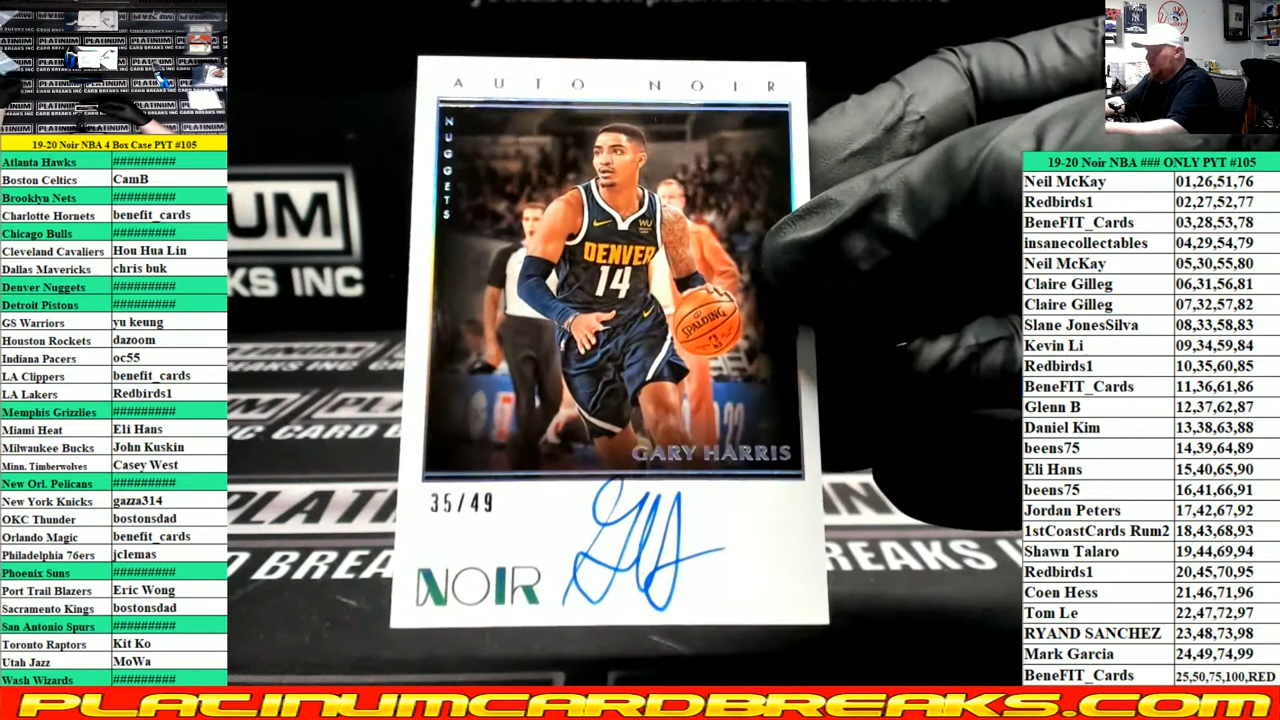 19-20 Noir NBA 4 Box Case PYT #105
Atlanta Hawks #########
Boston Celtics CamB
Brooklyn Nets #########
Charlotte Hornets benefit_cards
Chicago Bulls #########
Cleveland Cavaliers Hou Hua Lin
Dallas Mavericks chris buk
Denver Nuggets #########
Detroit Pistons #########
GS Warriors yu keung
Houston Rockets dazoom
Indiana Pacers oc55
LA Clippers benefit_cards
LA Lakers Redbirds1
Memphis Grizzlies #########
Miami Heat Eli Hans
Milwaukee Bucks John Kuskin
Minn. Timberwolves Casey West
New Orl. Pelicans #########
New York Knicks gazza314
OKC Thunder bostonsdad
Orlando Magic benefit_cards
Philadelphia 76ers jclemas
Phoenix Suns #########
Port Trail Blazers Eric Wong
Sacramento Kings bostonsdad
San Antonio Spurs #########
Toronto Raptors Kit Ko
Utah Jazz MoWa
Wash Wizards #########
AUTO NOIR
NUGGETS
WU
DENVER
14
SPALDING
GARY HARRIS
35/49
NOIR
19-20 Noir NBA ### ONLY PYT #105
Neil McKay 01,26,51,76
Redbirds1 02,27,52,77
BeneFIT_Cards 03,28,53,78
insanecollectables 04,29,54,79
Neil McKay 05,30,55,80
Claire Gilleg 06,31,56,81
Claire Gilleg 07,32,57,82
Slane JonesSilva 08,33,58,83
Kevin Li 09,34,59,84
Redbirds1 10,35,60,85
BeneFIT_Cards 11,36,61,86
Glenn B 12,37,62,87
Daniel Kim 13,38,63,88
beens75 14,39,64,89
Eli Hans 15,40,65,90
beens75 16,41,66,91
Jordan Peters 17,42,67,92
1stCoastCards Rum2 18,43,68,93
Shawn Talaro 19,44,69,94
Redbirds1 20,45,70,95
Coen Hess 21,46,71,96
Tom Le 22,47,72,97
RYAND SANCHEZ 23,48,73,98
Mark Garcia 24,49,74,99
BeneFIT_Cards 25,50,75,100,RED
PLATINUMCARDBREAKS.COM